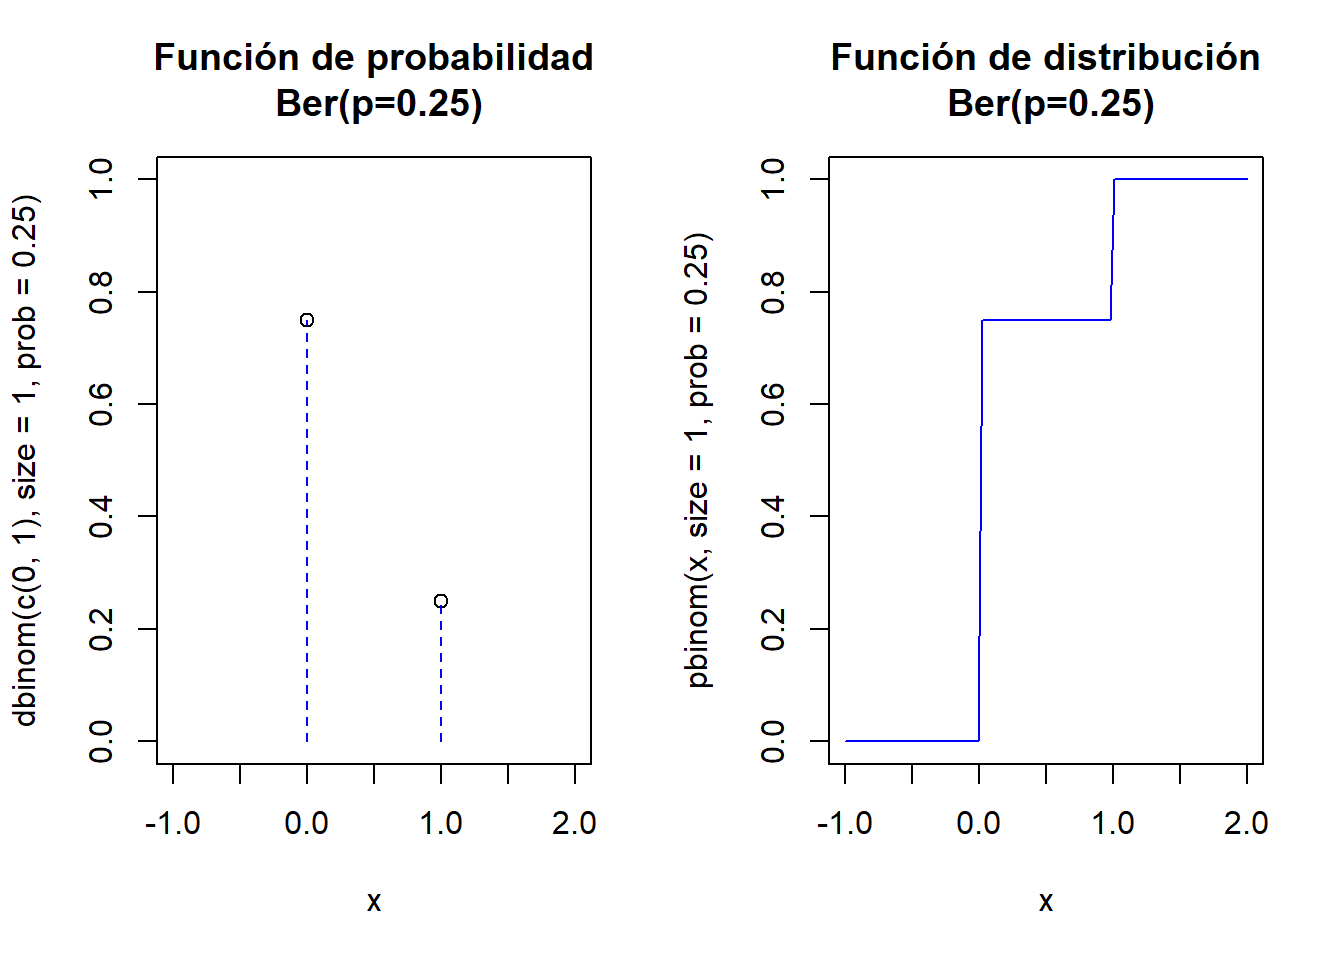 Función de probabilidad
Ber(p=0.25)
dbinom(c(0, 1), size = 1, prob = 0.25)
1.0
0.8
0.6
0.4
0.2
0.0
-1.0 0.0 1.0 2.0
x
Función de distribución
Ber(p=0.25)
pbinom(x, size = 1, prob = 0.25)
1.0
0.8
0.6
0.4
0.2
0.0
-1.0 0.0 1.0 2.0
x